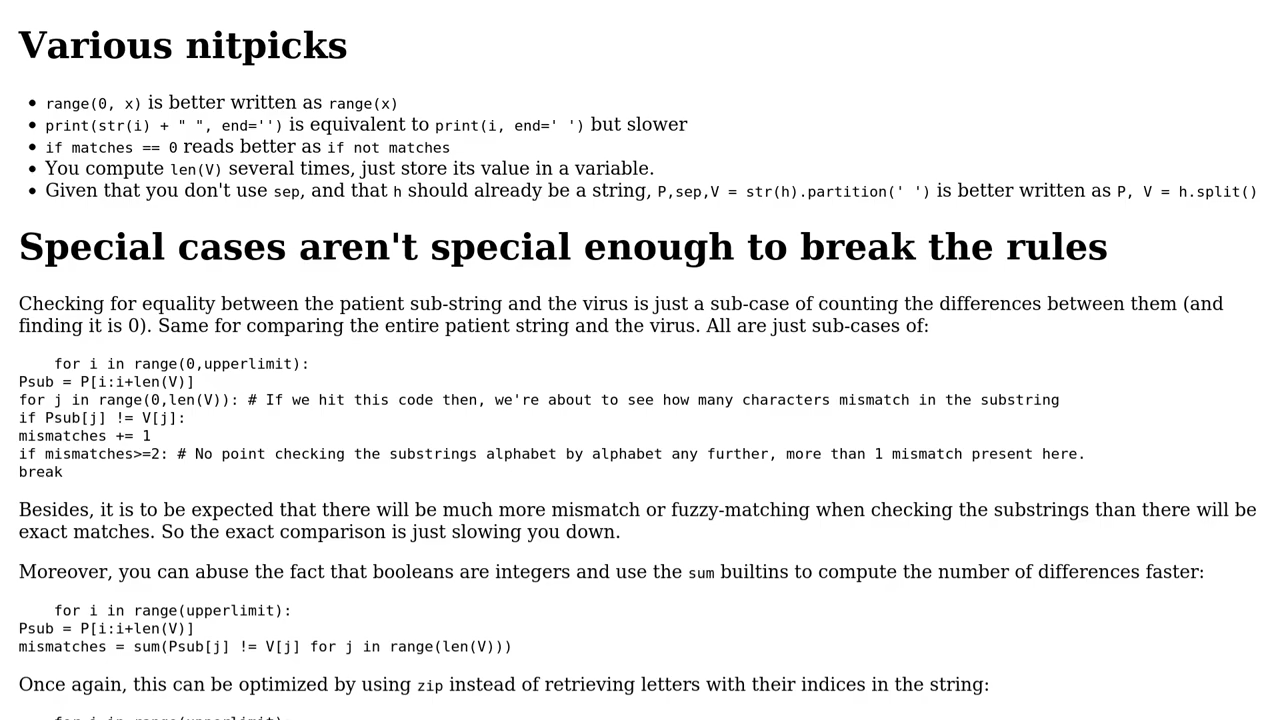 Various nitpicks
range(0, x) is better written as range(x)
print(str(i) + " ", end='') is equivalent to print(i, end=' ') but slower
if matches == 0 reads better as if not matches
You compute len(V) several times, just store its value in a variable.
Given that you don't use sep, and that h should already be a string, P,sep,V = str(h).partition(' ') is better written as P, V = h.split()
Special cases aren't special enough to break the rules
Checking for equality between the patient sub-string and the virus is just a sub-case of counting the differences between them (and
finding it is 0). Same for comparing the entire patient string and the virus. All are just sub-cases of:
for i in range(0,upperlimit):
Psub = P[i:i+len(V)]
for j in range(0,len(V)): # If we hit this code then, we're about to see how many characters mismatch in the substring
if Psub[j] != V[j]:
mismatches += 1
if mismatches>=2: # No point checking the substrings alphabet by alphabet any further, more than 1 mismatch present here.
break
Besides, it is to be expected that there will be much more mismatch or fuzzy-matching when checking the substrings than there will be
exact matches. So the exact comparison is just slowing you down.
Moreover, you can abuse the fact that booleans are integers and use the sum builtins to compute the number of differences faster:
for i in range(upperlimit):
Psub = P[i:i+len(V)]
mismatches = sum(Psub[j] != V[j] for j in range(len(V)))
Once again, this can be optimized by using zip instead of retrieving letters with their indices in the string: